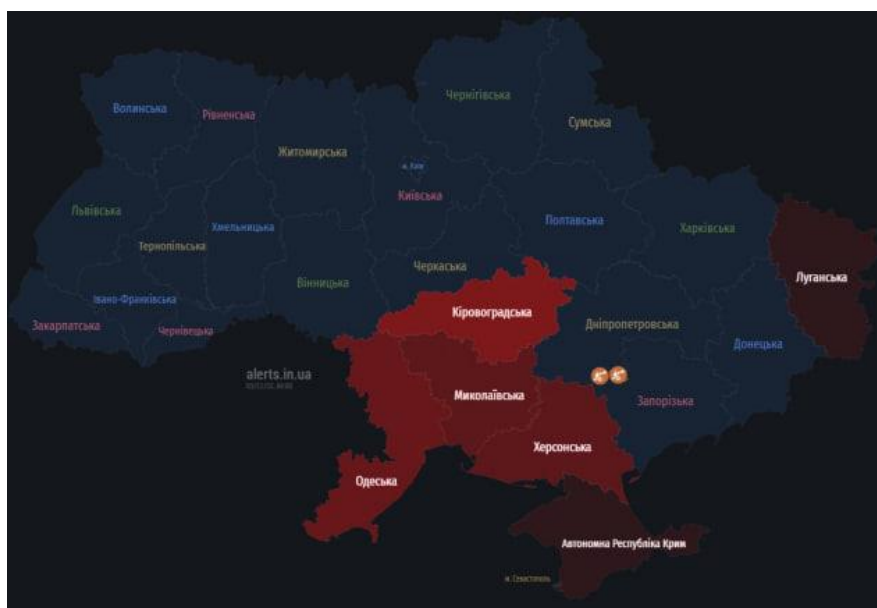 Чернігівська
Волинська
Рівненська
Сумська
Житомирська
м. Київ
Київська
Львівська
Хмельницька
Полтавська
Харківська
Тернопільська
Черкаська
Луганська
Вінницька
Івано-Франківська
Кіровоградська
Закарпатська
Чернівецька
Дніпропетровська
Донецька
alerts.in.ua
Миколаївська
Запорізька
Херсонська
Одеська
Автономна Республіка Крим
м. Севастополь